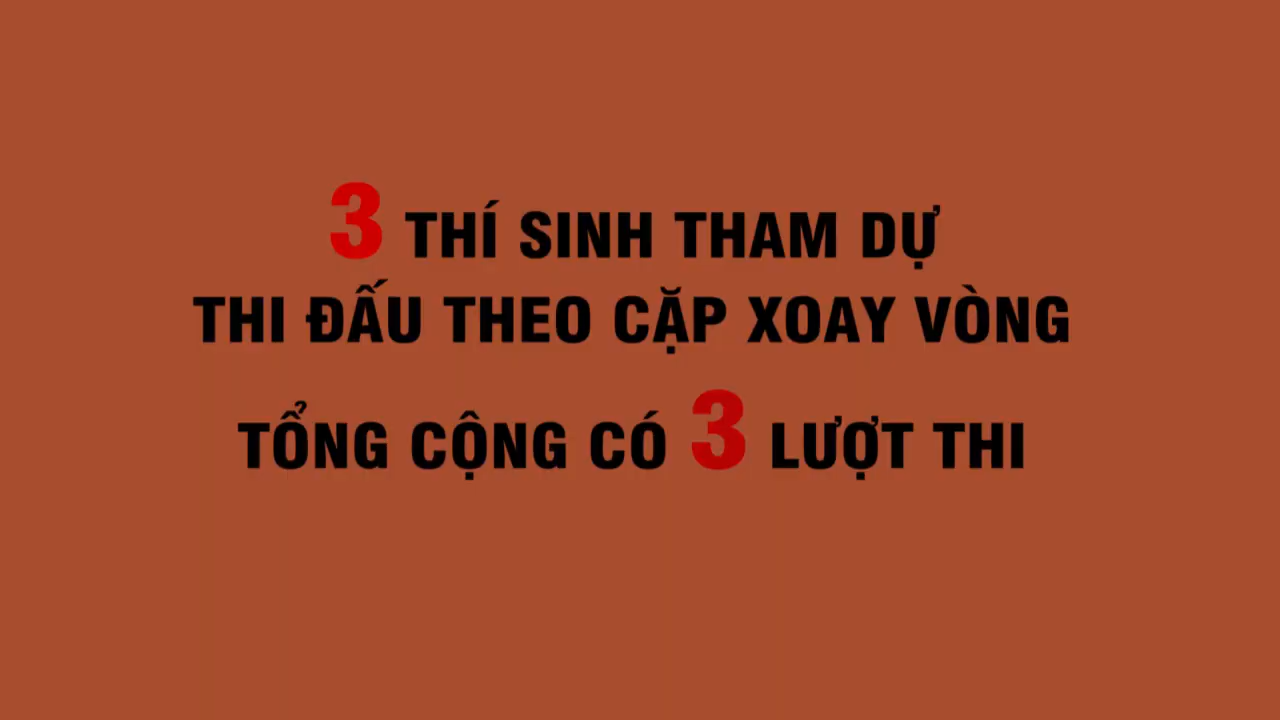 3 THÍ SINH THAM DỰ
THI ĐẤU THEO CẶP XOAY VÒNG
TỔNG CỘNG CÓ 3 LƯỢT THI